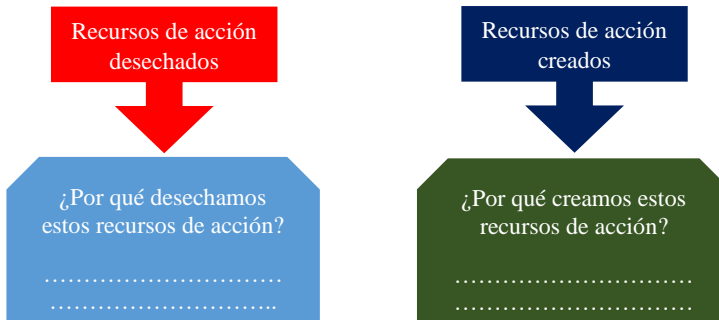 Recursos de acción
desechados
Recursos de acción
creados
¿Por qué desechamos
estos recursos de acción?
……………………………
………………………..
¿Por qué creamos estos
recursos de acción?
…………………………
…………………………